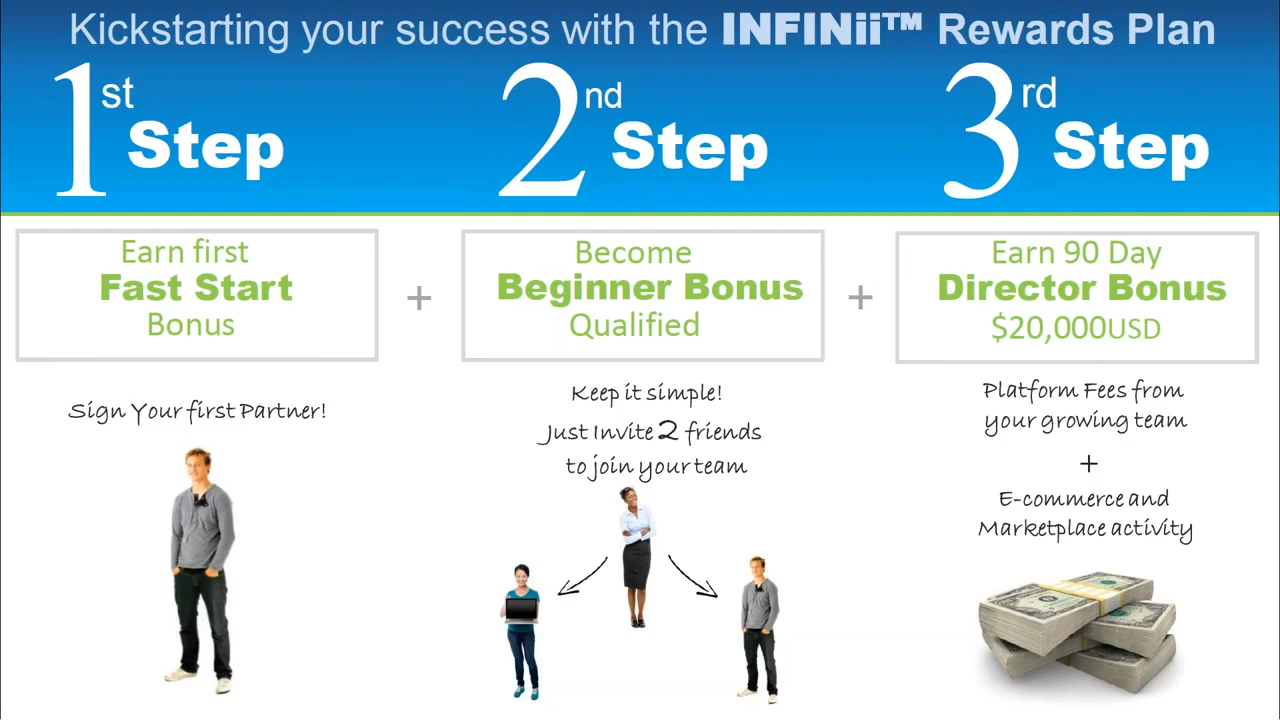 Kickstarting your success with the INFINii™ Rewards Plan
1st Step
2nd Step
3rd Step
Earn first
Fast Start
Bonus
+
Become
Beginner Bonus
Qualified
+
Earn 90 Day
Director Bonus
$20,000USD
Sign Your first Partner!
Keep it simple!
Just Invite 2 friends
to join your team
Platform Fees from
your growing team
+
E-commerce and
Marketplace activity